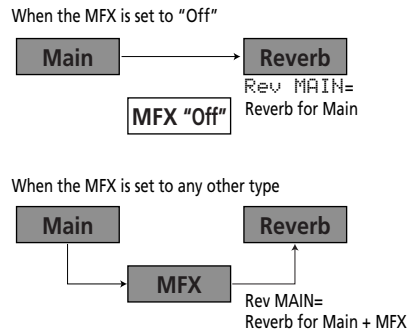 When the MFX is set to “Off”
Main
Reverb
Rev MAIN=
Reverb for Main
MFX “Off”
When the MFX is set to any other type
Main
Reverb
MFX
Rev MAIN=
Reverb for Main + MFX